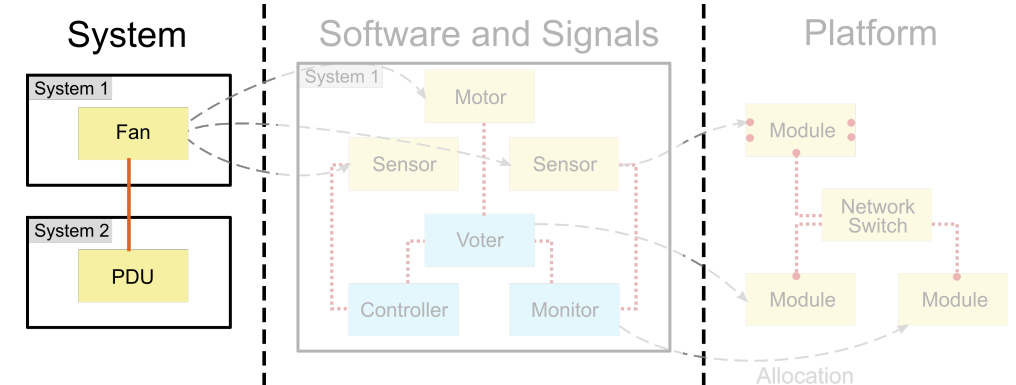 System
Software and Signals
Platform
System 1
Fan
System 2
PDU
System 1
Motor
Sensor
Sensor
Voter
Controller
Monitor
Module
Network
Switch
Module
Module
Allocation